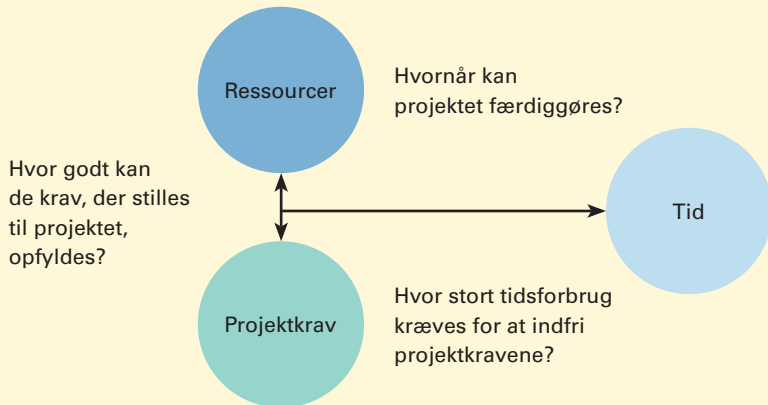 Ressourcer
Hvornår kan
projektet færdiggøres?
Hvor godt kan
de krav, der stilles
til projektet,
opfyldes?
Tid
Projektkrav
Hvor stort tidsforbrug
kræves for at indfri
projektkravene?